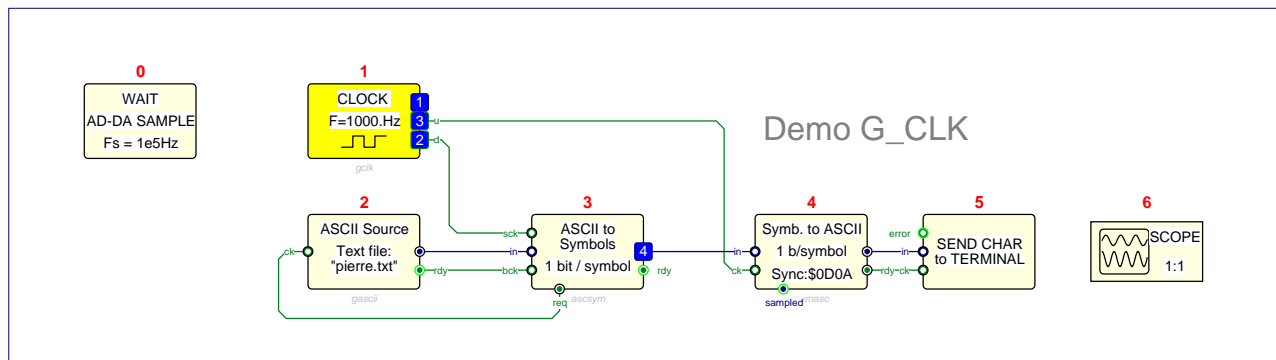 0
WAIT
AD-DA SAMPLE
Fs = 1e5Hz
1
CLOCK
F=1000.Hz
1
3
u
2
d
gclk
Demo G_CLK
2
ASCII Source
Text file:
"pierre.txt"
ck
rdy
gascii
3
ASCII to
Symbols
1 bit / symbol
sck
in
bck
4
rdy
req
ascsym
4
Symb. to ASCII
1 b/symbol
Sync:$0D0A
in
ck
rdy
sampled
5
SEND CHAR
to TERMINAL
error
in
ck
6
SCOPE
1:1